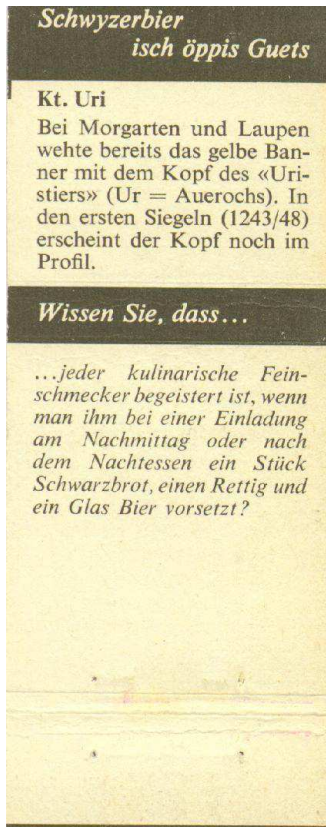 Schwyzerbier
isch öppis Guets
Kt. Uri
Bei Morgarten und Laupen
wehte bereits das gelbe Ban-
ner mit dem Kopf des «Uri-
stiers» (Ur = Auerochs). In
den ersten Siegeln (1243/48)
erscheint der Kopf noch im
Profil.
Wissen Sie, dass...
...jeder kulinarische Fein-
schmecker begeistert ist, wenn
man ihm bei einer Einladung
am Nachmittag oder nach
dem Nachtessen ein Stück
Schwarzbrot, einen Rettig und
ein Glas Bier vorsetzt?